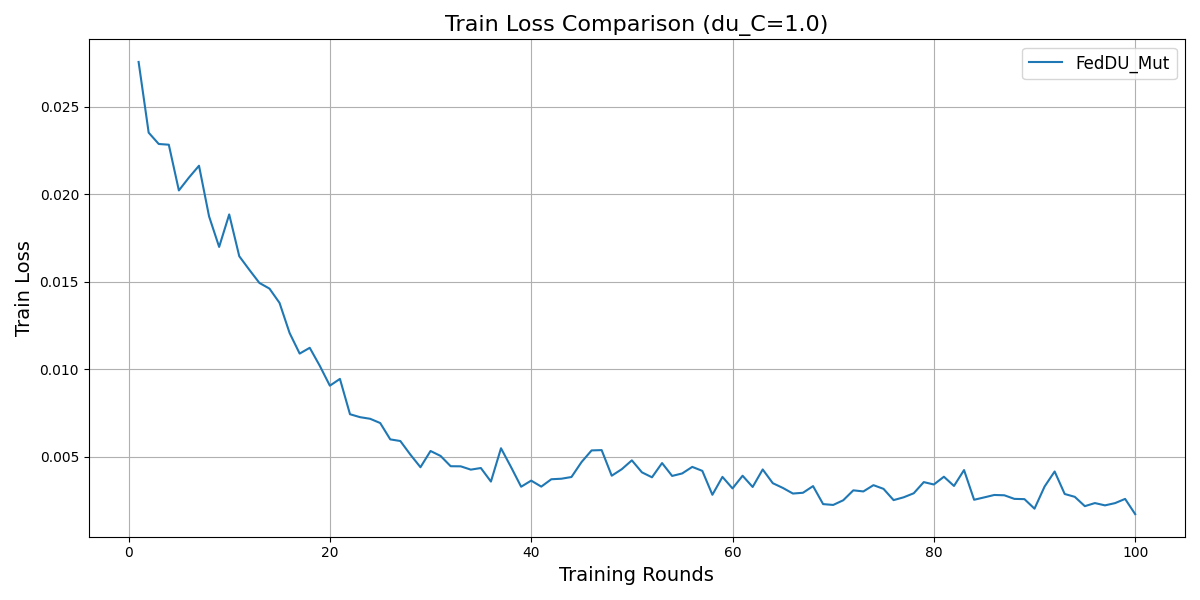 Train Loss Comparison (du_C=1.0)
FedDU_Mut
Train Loss
0.025
0.020
0.015
0.010
0.005
0 20 40 60 80 100
Training Rounds